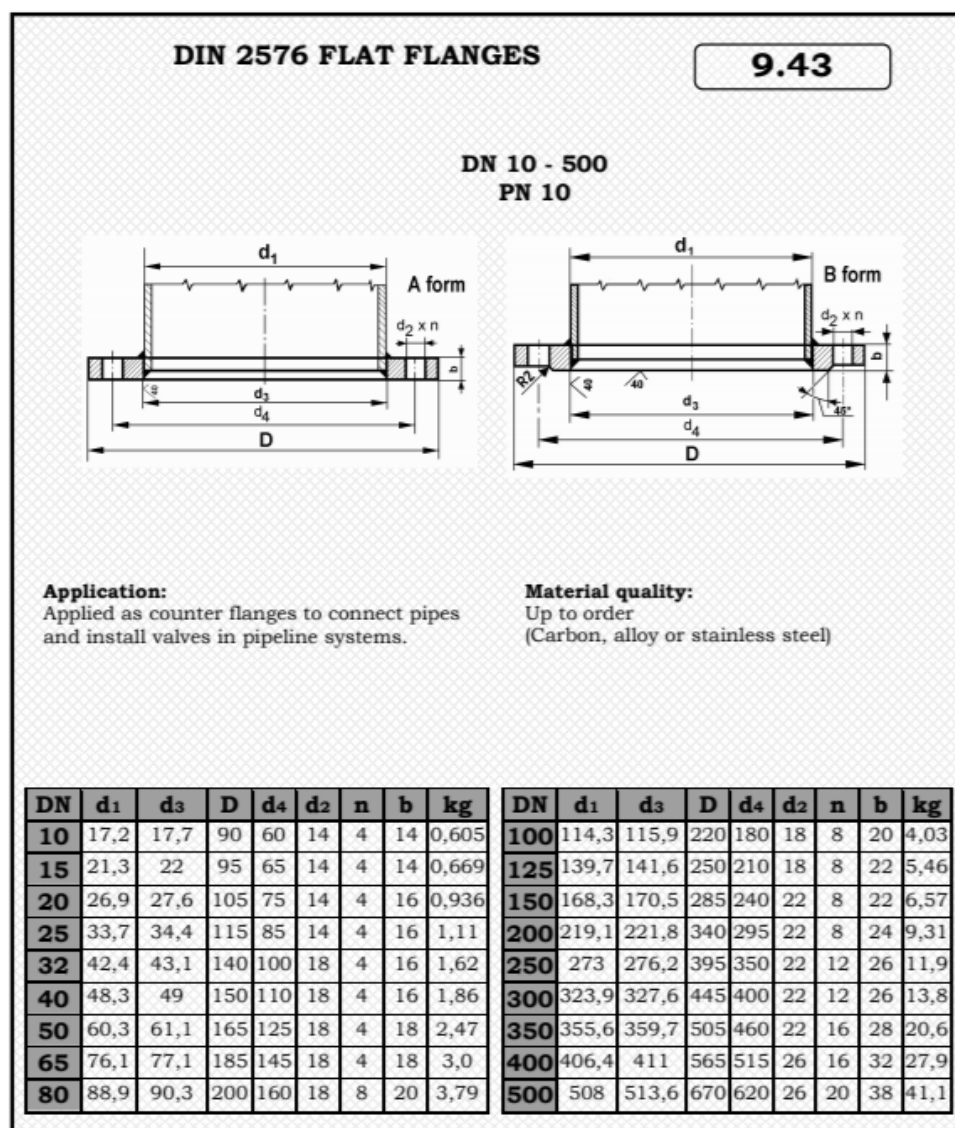 DIN 2576 FLAT FLANGES
9.43
DN 10 - 500
PN 10
d1
A form
d2 x n
b
40
d3
d4
D
d1
B form
d2 x n
b
R2
40
40
d3
45°
d4
D
Application:
Applied as counter flanges to connect pipes
and install valves in pipeline systems.
Material quality:
Up to order
(Carbon, alloy or stainless steel)
DN d1 d3 D d4 d2 n b kg
10 17,2 17,7 90 60 14 4 14 0,605
15 21,3 22 95 65 14 4 14 0,669
20 26,9 27,6 105 75 14 4 16 0,936
25 33,7 34,4 115 85 14 4 16 1,11
32 42,4 43,1 140 100 18 4 16 1,62
40 48,3 49 150 110 18 4 16 1,86
50 60,3 61,1 165 125 18 4 18 2,47
65 76,1 77,1 185 145 18 4 18 3,0
80 88,9 90,3 200 160 18 8 20 3,79
DN d1 d3 D d4 d2 n b kg
100 114,3 115,9 220 180 18 8 20 4,03
125 139,7 141,6 250 210 18 8 22 5,46
150 168,3 170,5 285 240 22 8 22 6,57
200 219,1 221,8 340 295 22 8 24 9,31
250 273 276,2 395 350 22 12 26 11,9
300 323,9 327,6 445 400 22 12 26 13,8
350 355,6 359,7 505 460 22 16 28 20,6
400 406,4 411 565 515 26 16 32 27,9
500 508 513,6 670 620 26 20 38 41,1